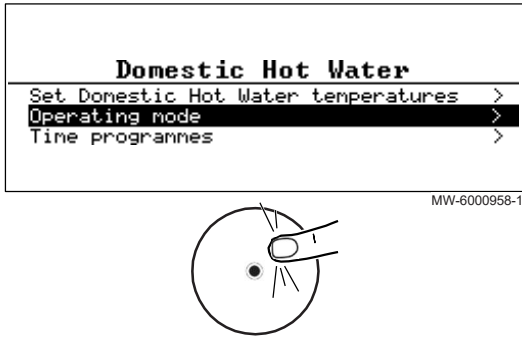 Domestic Hot Water
Set Domestic Hot Water temperatures >
Operating mode >
Time programmes >
MW-6000958-1